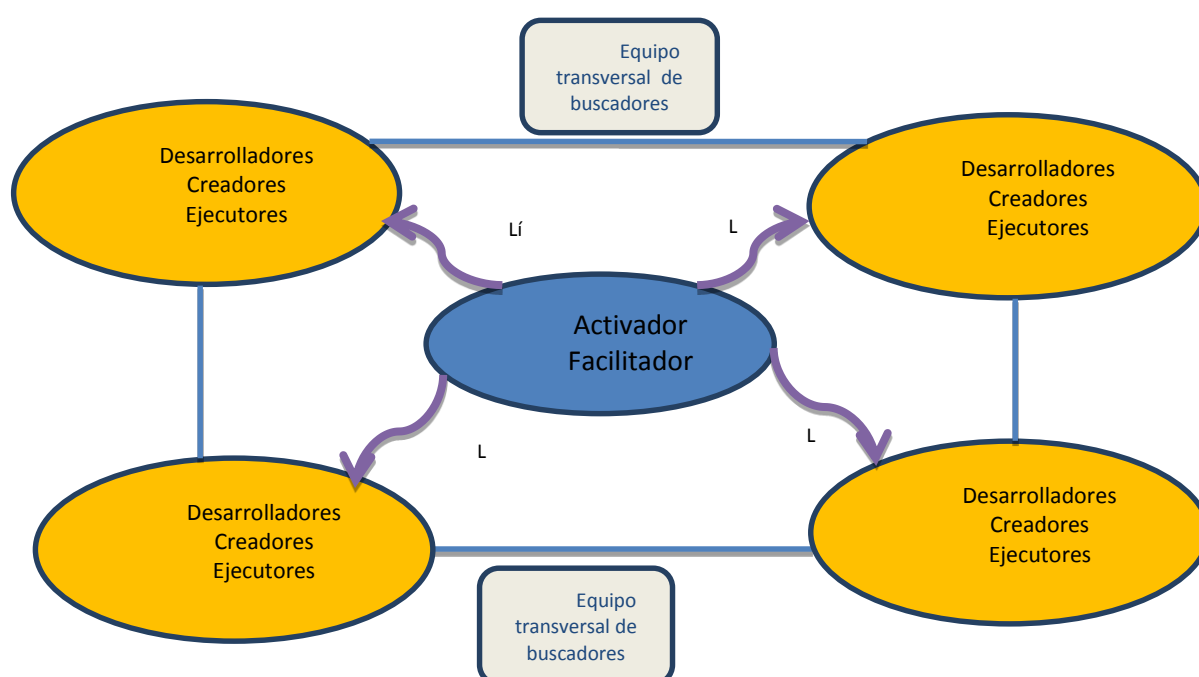 Equipo
transversal de
buscadores
Desarrolladores
Creadores
Ejecutores
Desarrolladores
Creadores
Ejecutores
Lí
L
Activador
Facilitador
L
L
Desarrolladores
Creadores
Ejecutores
Desarrolladores
Creadores
Ejecutores
Equipo
transversal de
buscadores